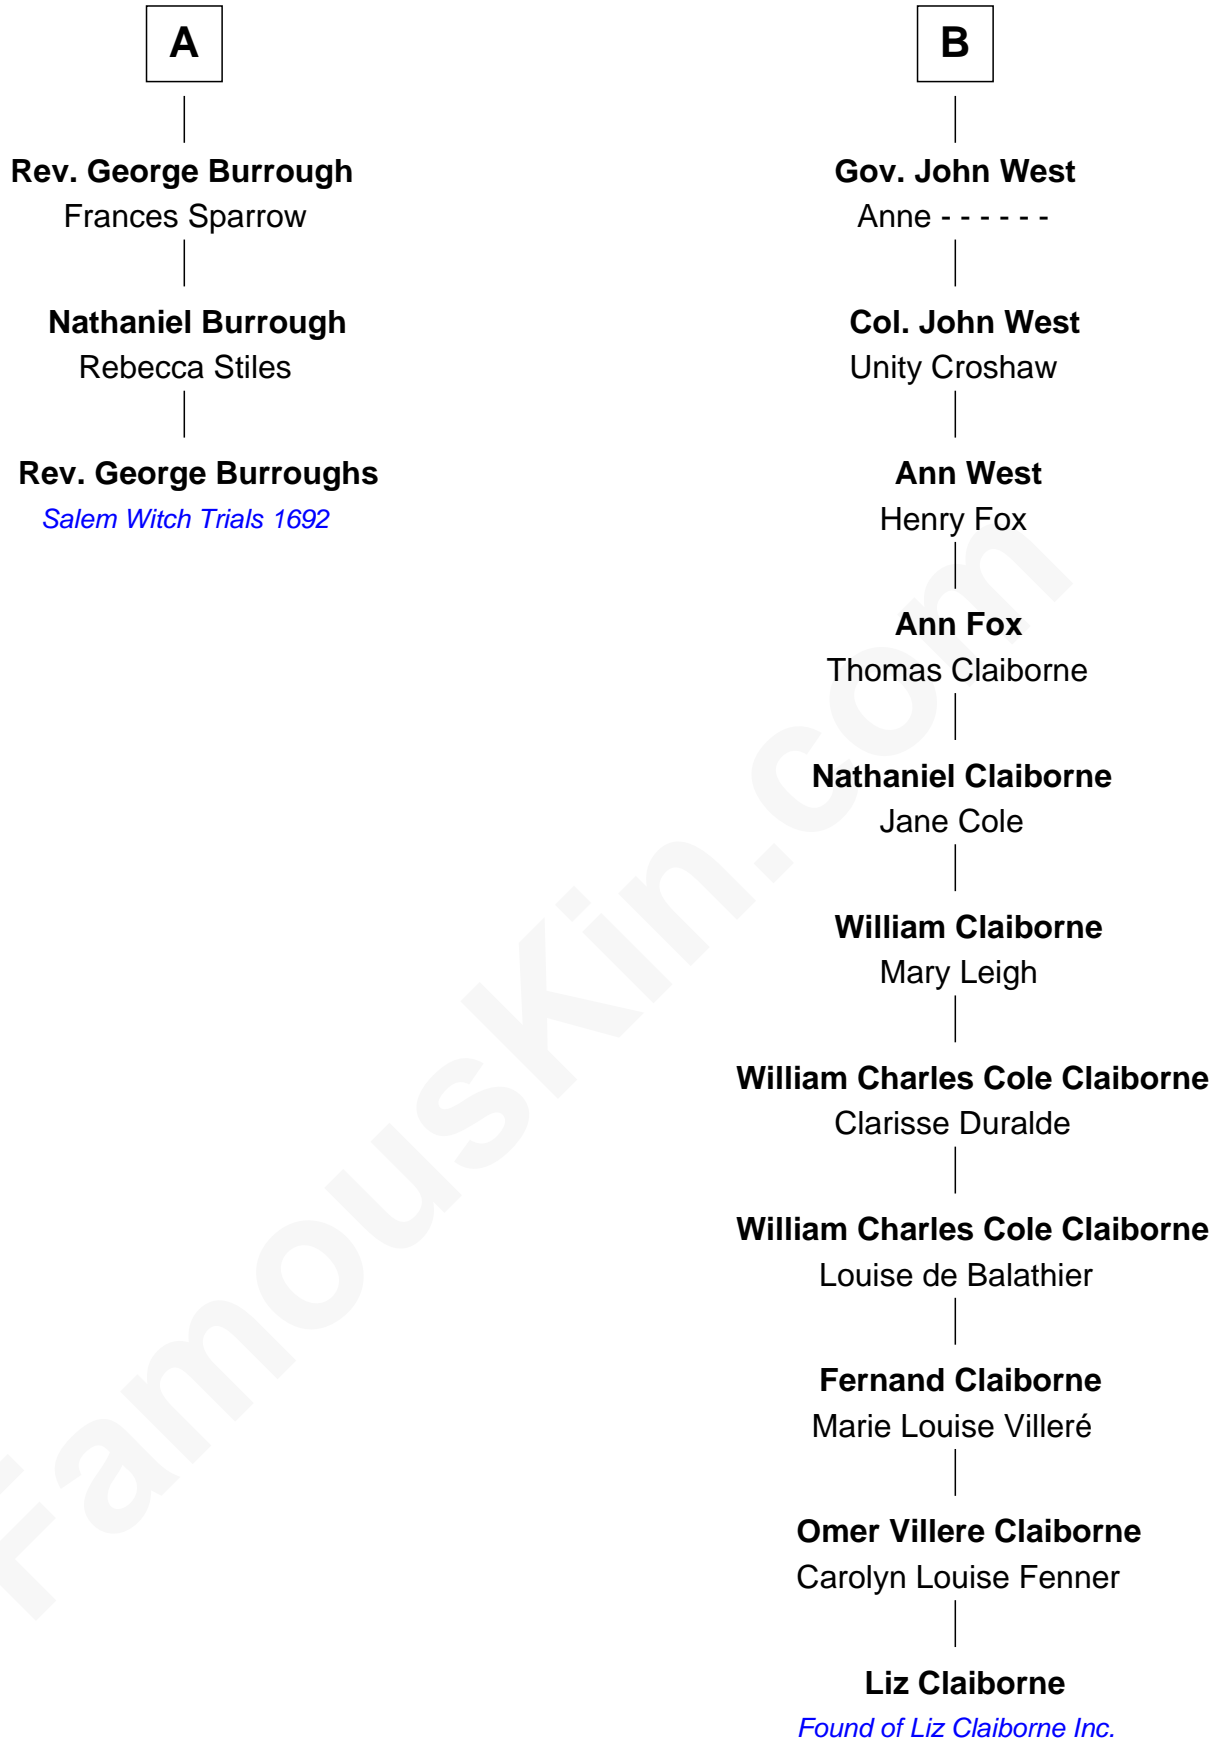 A
Rev. George Burrough
Frances Sparrow
Nathaniel Burrough
Rebecca Stiles
Rev. George Burroughs
Salem Witch Trials 1692
B
Gov. John West
Anne - - - - - -
Col. John West
Unity Croshaw
Ann West
Henry Fox
Ann Fox
Thomas Claiborne
Nathaniel Claiborne
Jane Cole
William Claiborne
Mary Leigh
William Charles Cole Claiborne
Clarisse Duralde
William Charles Cole Claiborne
Louise de Balathier
Fernand Claiborne
Marie Louise Villeré
Omer Villere Claiborne
Carolyn Louise Fenner
Liz Claiborne
Found of Liz Claiborne Inc.
FamousKin.com